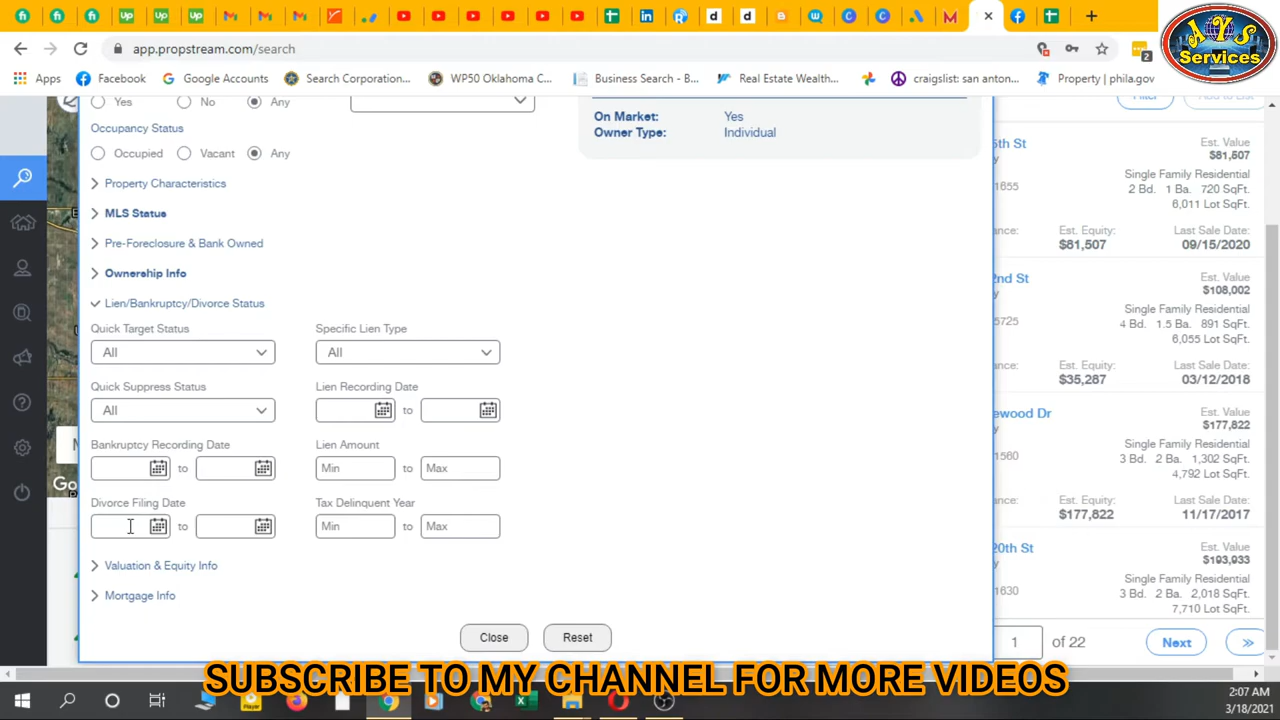 app.propstream.com/search
Apps
Facebook
Google Accounts
Search Corporation...
WP50 Oklahoma C...
Business Search - B...
Real Estate Wealth...
craigslist: san anton...
Property | phila.gov
AYS
Services
Yes
No
Any
On Market: Yes
Owner Type: Individual
Occupancy Status
Occupied
Vacant
Any
Property Characteristics
MLS Status
Pre-Foreclosure & Bank Owned
Ownership Info
Lien/Bankruptcy/Divorce Status
Quick Target Status
Specific Lien Type
All
All
Quick Suppress Status
Lien Recording Date
All
to
Bankruptcy Recording Date
Lien Amount
to
Min to Max
Divorce Filing Date
Tax Delinquent Year
to
Min to Max
Valuation & Equity Info
Mortgage Info
Close
Reset
5th St
Est. Value
$81,507
Single Family Residential
1655
2 Bd. 1 Ba. 720 SqFt.
6,011 Lot SqFt.
ance:
Est. Equity:
Last Sale Date:
$81,507
09/15/2020
2nd St
Est. Value
$108,002
Single Family Residential
5725
4 Bd. 1.5 Ba. 891 SqFt.
6,055 Lot SqFt.
ance:
Est. Equity:
Last Sale Date:
$35,287
03/12/2018
ewood Dr
Est. Value
$177,822
Single Family Residential
1560
3 Bd. 2 Ba. 1,302 SqFt.
4,792 Lot SqFt.
ance:
Est. Equity:
Last Sale Date:
$177,822
11/17/2017
20th St
Est. Value
$193,933
Single Family Residential
1630
3 Bd. 2 Ba. 2,018 SqFt.
7,710 Lot SqFt.
1 of 22
Next
Go
SUBSCRIBE TO MY CHANNEL FOR MORE VIDEOS
2:07 AM
3/18/2021